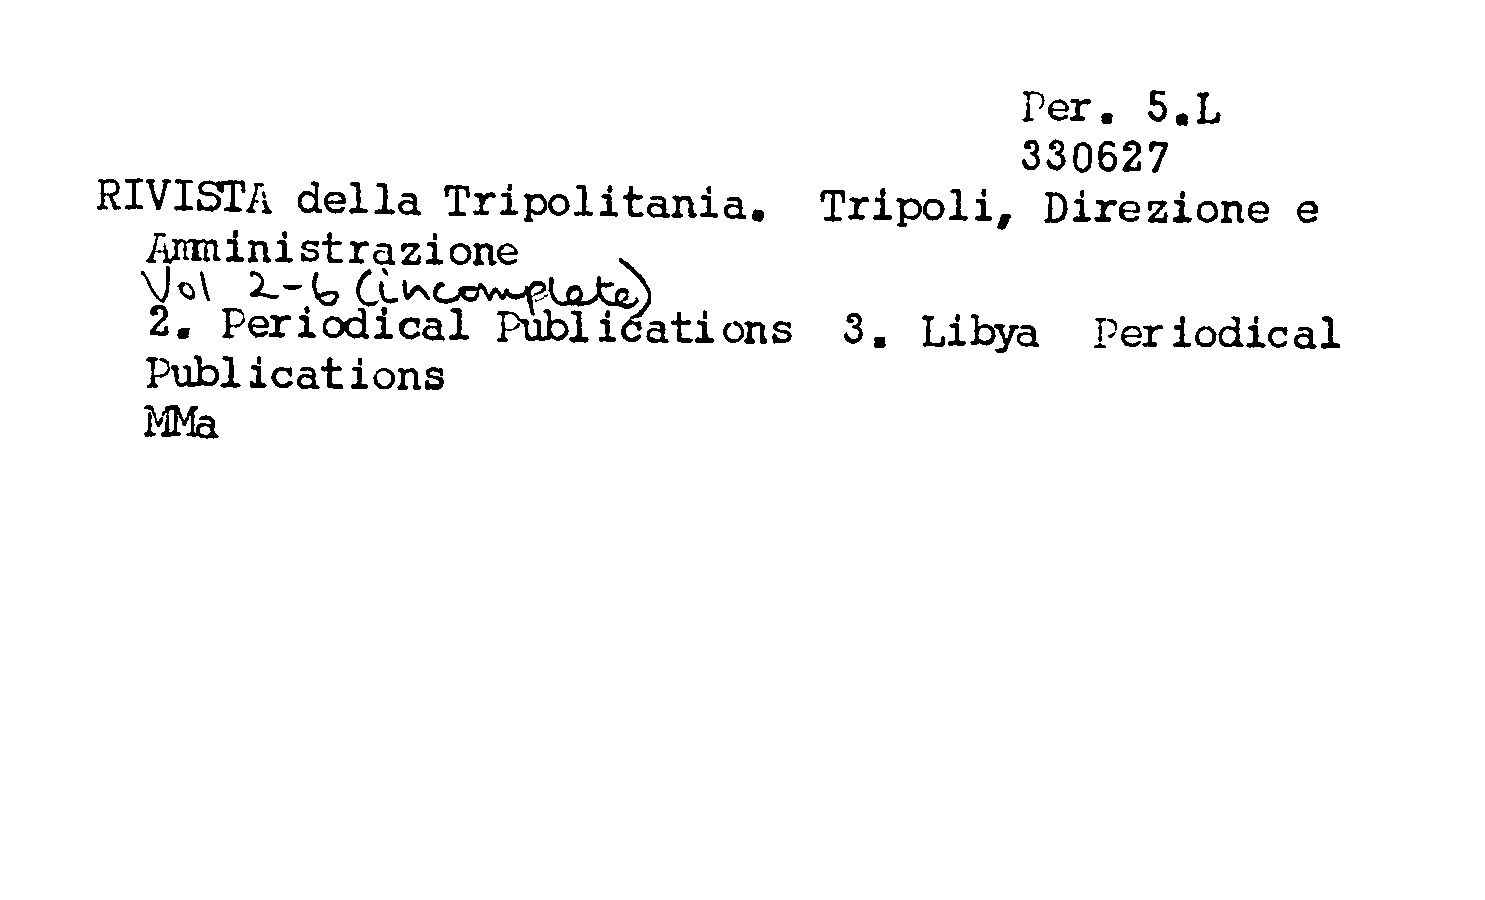 Per. 5.L
330627
RIVISTA della Tripolitania. Tripoli, Direzione e
Amministrazione
Vol 2-6 (incomplete)
2. Periodical Publications 3. Libya Periodical
Publications
MMa